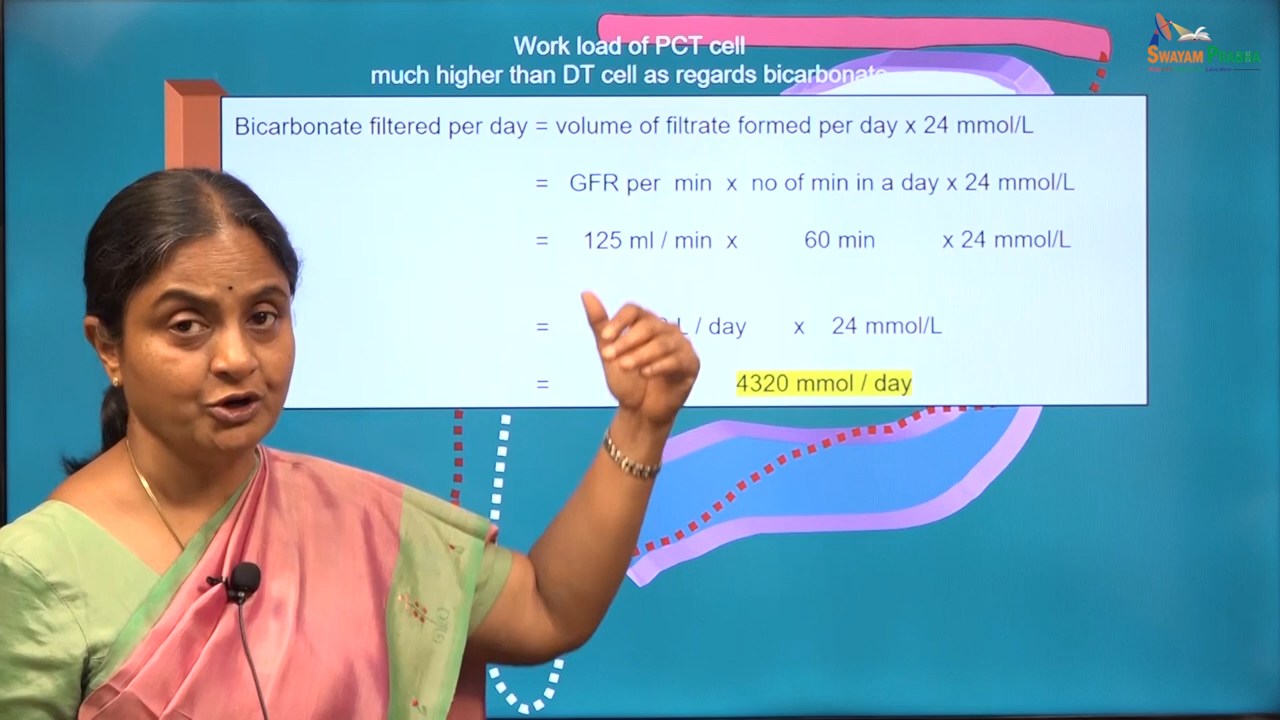 Work load of PCT cell
much higher than DT cell as regards bicarbonate
SWAYAM PRABHA
Bicarbonate filtered per day = volume of filtrate formed per day x 24 mmol/L
= GFR per min x no of min in a day x 24 mmol/L
= 125 ml / min x 60 min x 24 mmol/L
= L / day x 24 mmol/L
= 4320 mmol / day